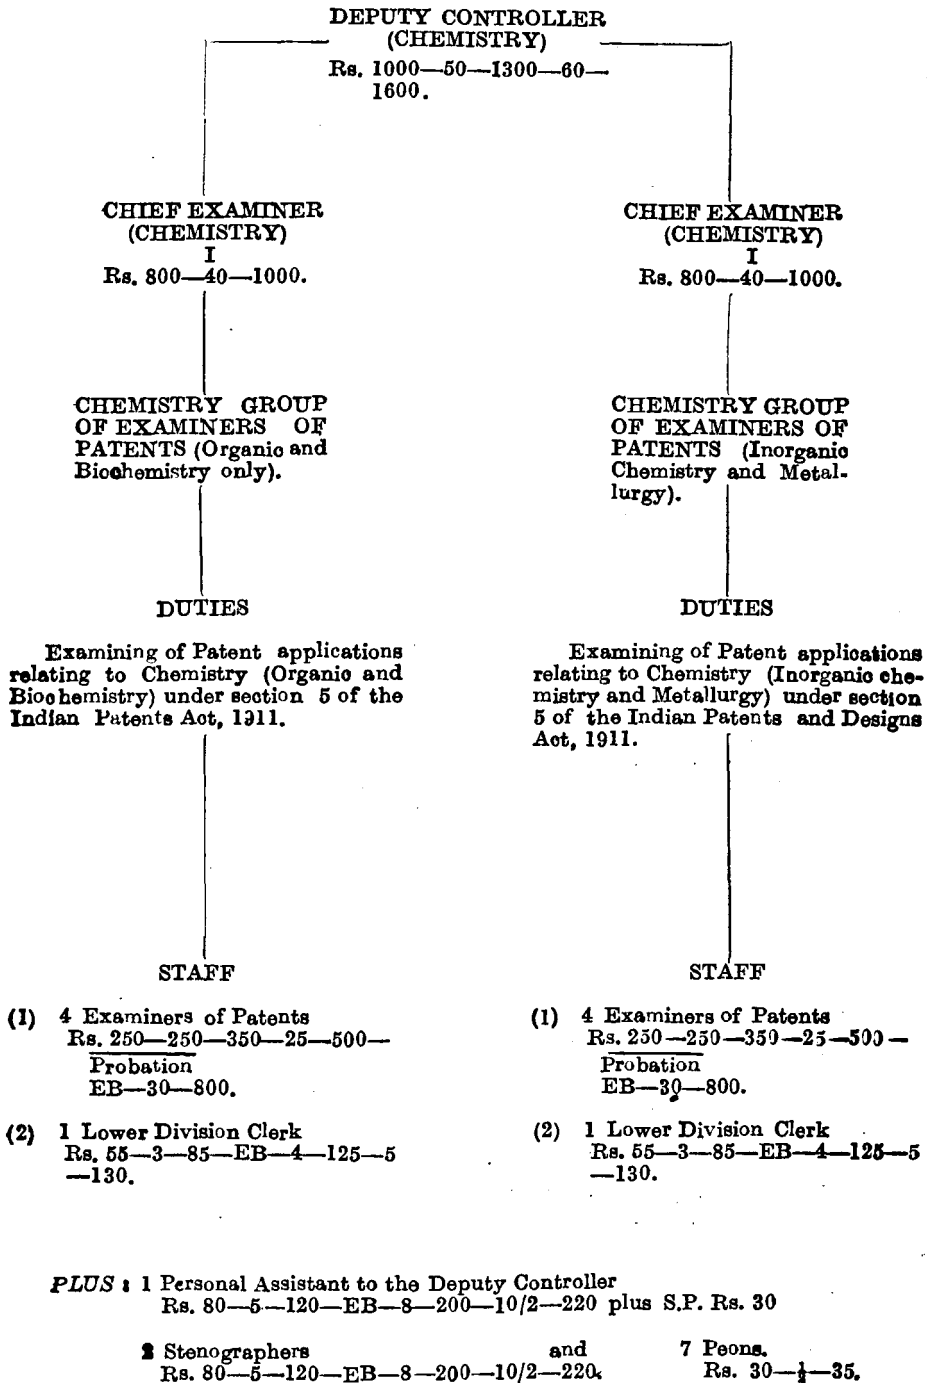 DEPUTY CONTROLLER
(CHEMISTRY)
Rs. 1000—50—1300—60—
1600.
CHIEF EXAMINER
(CHEMISTRY)
I
Rs. 800—40—1000.
CHEMISTRY GROUP
OF EXAMINERS OF
PATENTS (Organic and
Biochemistry only).
DUTIES
Examining of Patent applications
relating to Chemistry (Organic and
Biochemistry) under section 5 of the
Indian Patents Act, 1911.
STAFF
(1) 4 Examiners of Patents
Rs. 250—250—350—25—500—
Probation
EB—30—800.
(2) 1 Lower Division Clerk
Rs. 55—3—85—EB—4—125—5
—130.
CHIEF EXAMINER
(CHEMISTRY)
I
Rs. 800—40—1000.
CHEMISTRY GROUP
OF EXAMINERS OF
PATENTS (Inorganic
Chemistry and Metal-
lurgy).
DUTIES
Examining of Patent applications
relating to Chemistry (Inorganic che-
mistry and Metallurgy) under section
5 of the Indian Patents and Designs
Act, 1911.
STAFF
(1) 4 Examiners of Patents
Rs. 250—250—350—25—500—
Probation
EB—30—800.
(2) 1 Lower Division Clerk
Rs. 55—3—85—EB—4—125—5
—130.
PLUS : 1 Personal Assistant to the Deputy Controller
Rs. 80—5—120—EB—8—200—10/2—220 plus S.P. Rs. 30
2 Stenographers and 7 Peons.
Rs. 80—5—120—EB—8—200—10/2—220. Rs. 30—½—35.